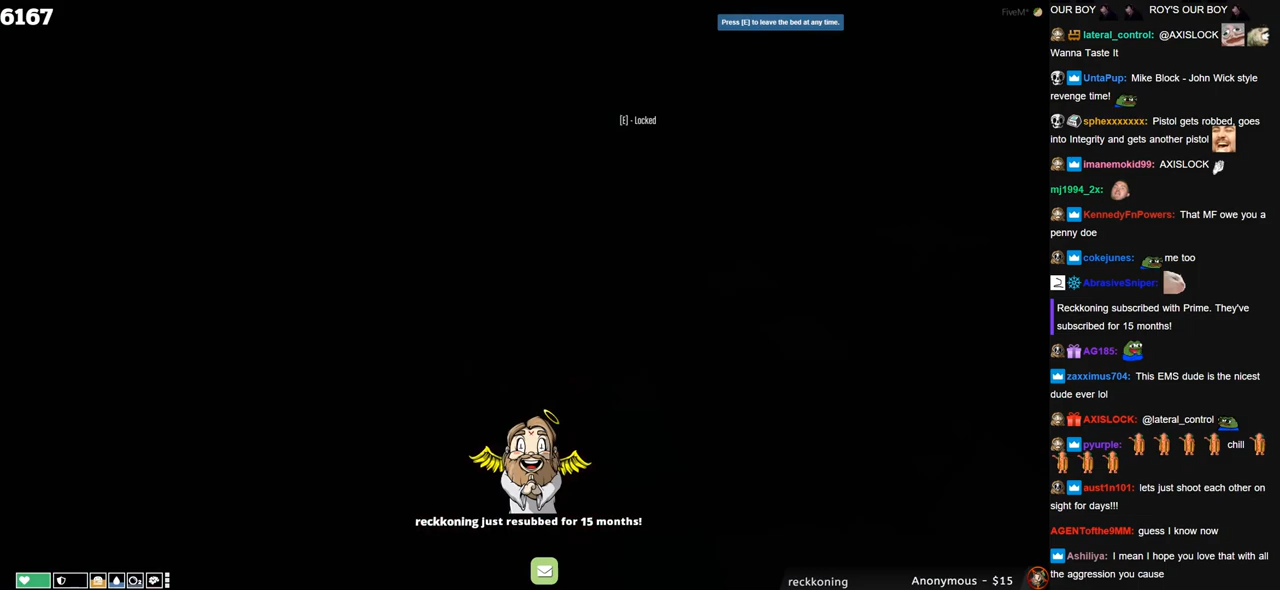 6167
Press [E] to leave the bed at any time.
FiveM®
[E] - Locked
reckkoning just resubbed for 15 months!
reckkoning
Anonymous - $15
OUR BOY ROY'S OUR BOY
lateral_control: @AXISLOCK
Wanna Taste It
UntaPup: Mike Block - John Wick style
revenge time!
sphexxxxxxx: Pistol gets robbed, goes
into Integrity and gets another pistol
imanemokid99: AXISLOCK
mj1994_2x:
KennedyFnPowers: That MF owe you a
penny doe
cokejunes: me too
AbrasiveSniper:
Reckkoning subscribed with Prime. They've
subscribed for 15 months!
AG185:
zaxximus704: This EMS dude is the nicest
dude ever lol
AXISLOCK: @lateral_control
pyurple: chill
aust1n101: lets just shoot each other on
sight for days!!!
AGENTofthe9MM: guess I know now
Ashiliya: I mean I hope you love that with all
the aggression you cause